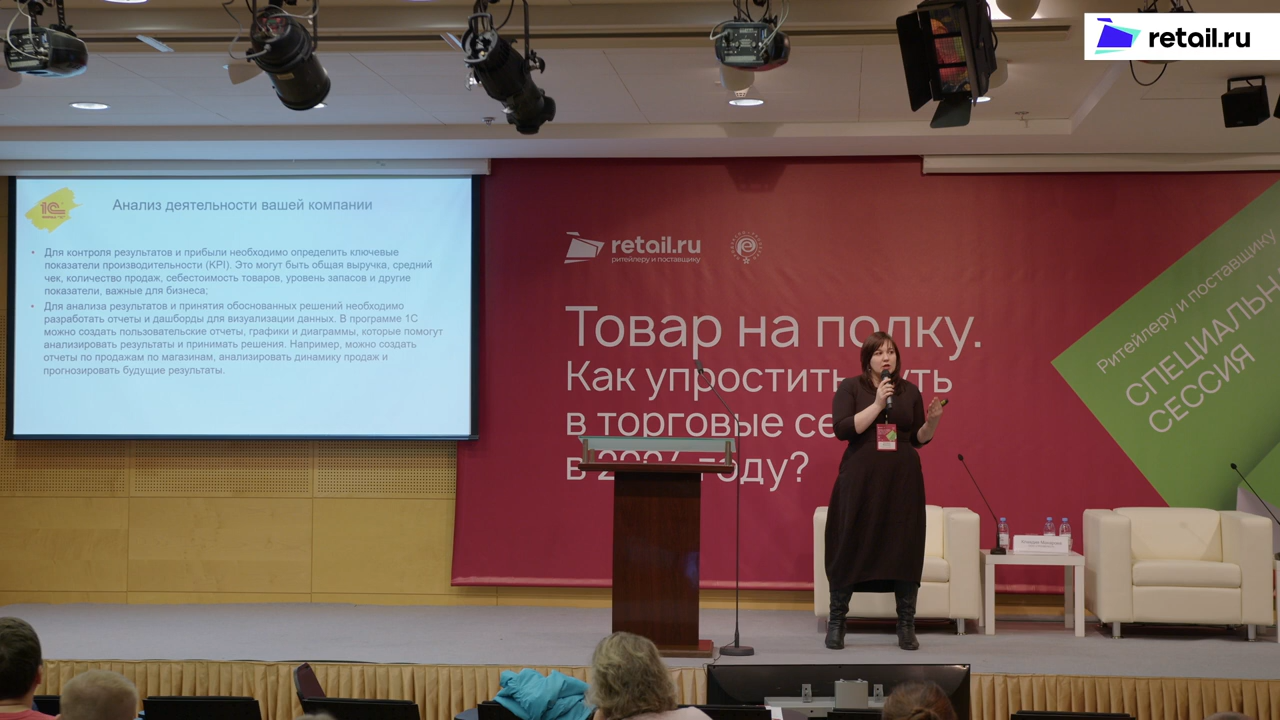 retail.ru
1С
Анализ деятельности вашей компании
Для контроля результатов и прибыли необходимо определить ключевые
показатели производительности (KPI). Это могут быть общая выручка, средний
чек, количество продаж, себестоимость товаров, уровень запасов и другие
показатели, важные для бизнеса;
Для анализа результатов и принятия обоснованных решений необходимо
разработать отчеты и дашборды для визуализации данных. В программе 1С
можно создать пользовательские отчеты, графики и диаграммы, которые помогут
анализировать результаты и принимать решения. Например, можно создать
отчеты по продажам по магазинам, анализировать динамику продаж и
прогнозировать будущие результаты.
retail.ru
ритейлеру и поставщику
Товар на полку.
Как упростить путь
в торговые се
в 2024 году?
Ритейлеру и поставщику
СПЕЦИАЛЬН
СЕССИЯ